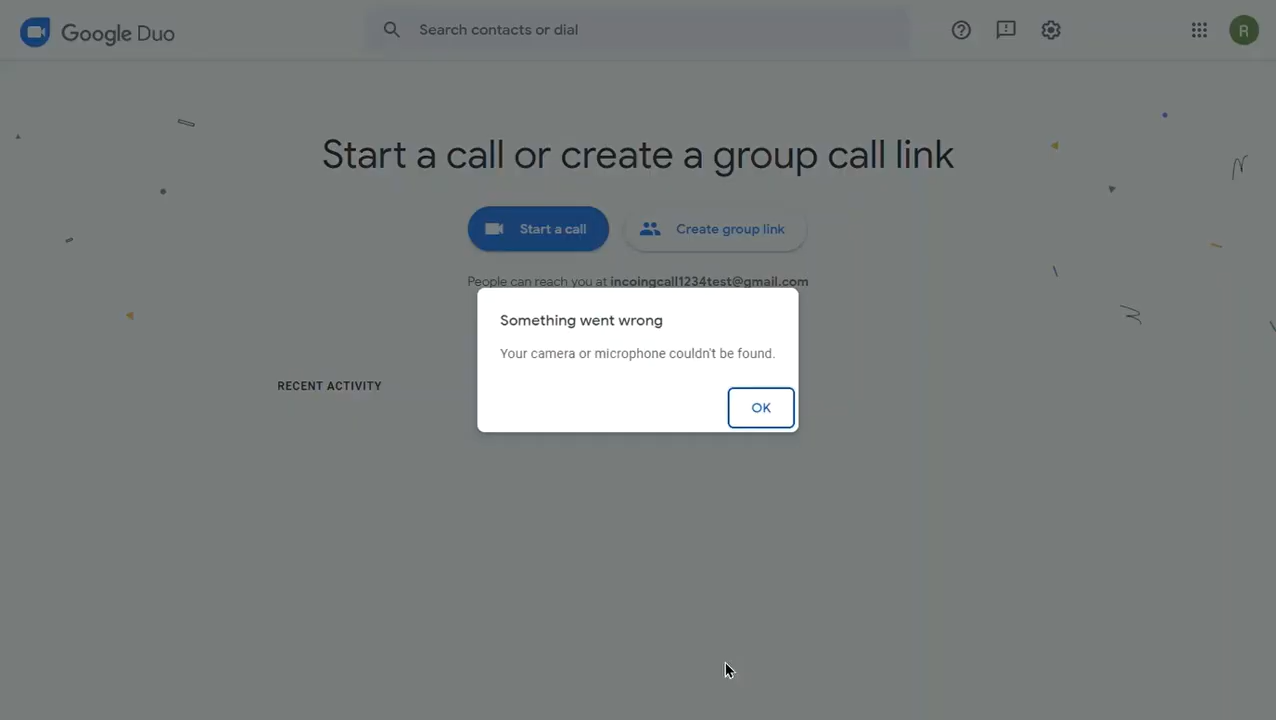 Google Duo
Search contacts or dial
R
Start a call or create a group call link
Start a call
Create group link
People can reach you at incoingcall1234test@gmail.com
Something went wrong
Your camera or microphone couldn't be found.
OK
RECENT ACTIVITY